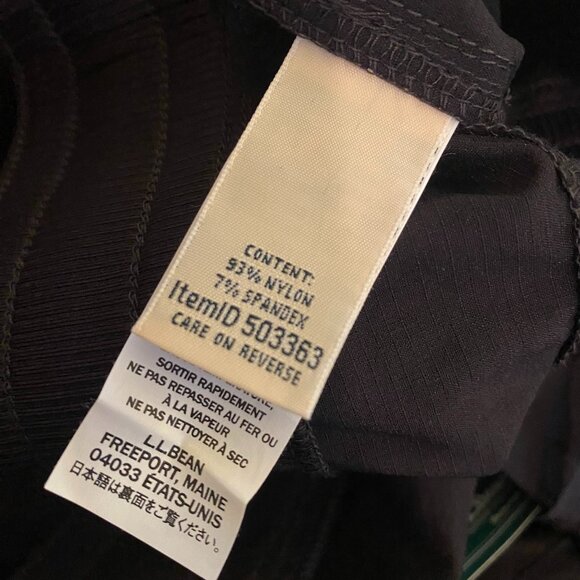 CONTENT:
93% NYLON
7% SPANDEX
ItemID 503363
CARE ON REVERSE
SORTIR RAPIDEMENT
NE PAS REPASSER AU FER OU
À LA VAPEUR
NE PAS NETTOYER À SEC
L.L.BEAN
FREEPORT, MAINE
04033 ÉTATS-UNIS
日本語は裏面をご覧ください。